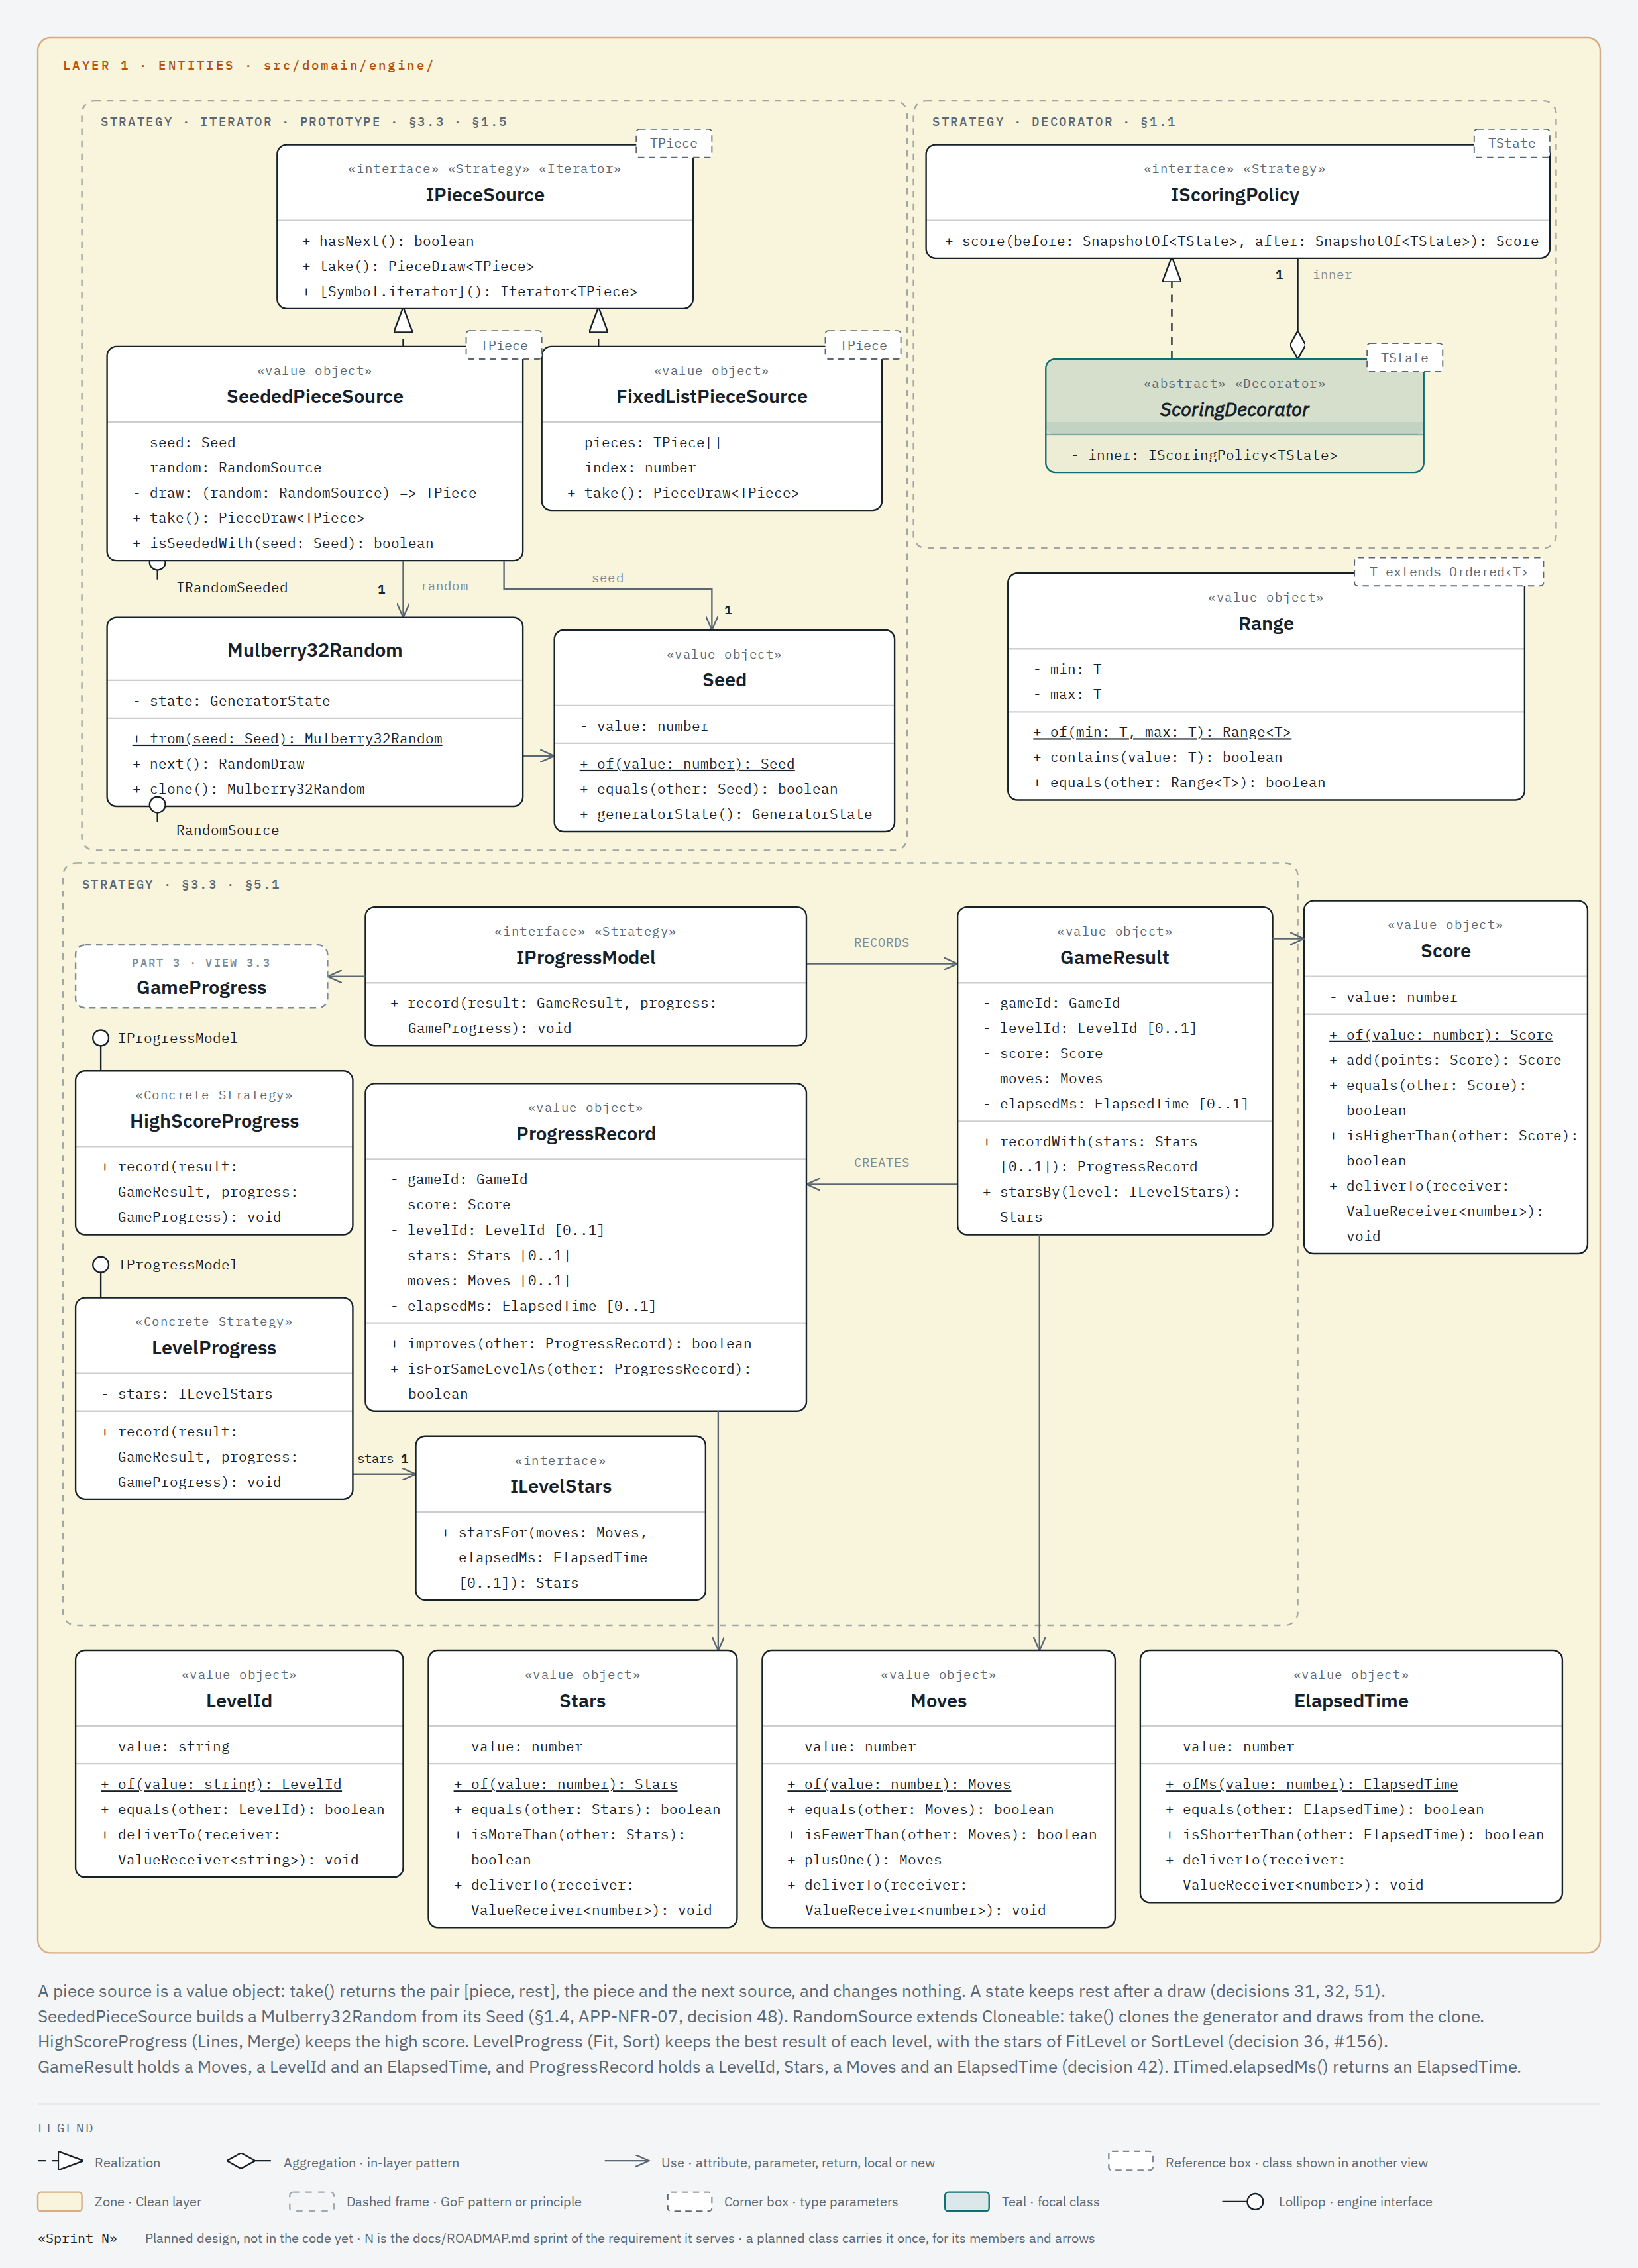 LAYER 1 · ENTITIES · src/domain/engine/
STRATEGY · ITERATOR · PROTOTYPE · §3.3 · §1.5
TPiece
«interface» «Strategy» «Iterator»
IPieceSource
+ hasNext(): boolean
+ take(): PieceDraw<TPiece>
+ [Symbol.iterator](): Iterator<TPiece>
STRATEGY · DECORATOR · §1.1
TState
«interface» «Strategy»
IScoringPolicy
+ score(before: SnapshotOf<TState>, after: SnapshotOf<TState>): Score
1 inner
TState
«abstract» «Decorator»
ScoringDecorator
- inner: IScoringPolicy<TState>
TPiece
«value object»
SeededPieceSource
- seed: Seed
- random: RandomSource
- draw: (random: RandomSource) => TPiece
+ take(): PieceDraw<TPiece>
+ isSeededWith(seed: Seed): boolean
TPiece
«value object»
FixedListPieceSource
- pieces: TPiece[]
- index: number
+ take(): PieceDraw<TPiece>
IRandomSeeded
1 random
seed
1
Mulberry32Random
- state: GeneratorState
+ from(seed: Seed): Mulberry32Random
+ next(): RandomDraw
+ clone(): Mulberry32Random
RandomSource
«value object»
Seed
- value: number
+ of(value: number): Seed
+ equals(other: Seed): boolean
+ generatorState(): GeneratorState
T extends Ordered‹T›
«value object»
Range
- min: T
- max: T
+ of(min: T, max: T): Range<T>
+ contains(value: T): boolean
+ equals(other: Range<T>): boolean
STRATEGY · §3.3 · §5.1
PART 3 · VIEW 3.3
GameProgress
«interface» «Strategy»
IProgressModel
+ record(result: GameResult, progress:
GameProgress): void
RECORDS
«value object»
GameResult
- gameId: GameId
- levelId: LevelId [0..1]
- score: Score
- moves: Moves
- elapsedMs: ElapsedTime [0..1]
+ recordWith(stars: Stars
[0..1]): ProgressRecord
+ starsBy(level: ILevelStars):
Stars
«value object»
Score
- value: number
+ of(value: number): Score
+ add(points: Score): Score
+ equals(other: Score):
boolean
+ isHigherThan(other: Score):
boolean
+ deliverTo(receiver:
ValueReceiver<number>):
void
IProgressModel
«Concrete Strategy»
HighScoreProgress
+ record(result:
GameResult, progress:
GameProgress): void
«value object»
ProgressRecord
- gameId: GameId
- score: Score
- levelId: LevelId [0..1]
- stars: Stars [0..1]
- moves: Moves [0..1]
- elapsedMs: ElapsedTime [0..1]
+ improves(other: ProgressRecord): boolean
+ isForSameLevelAs(other: ProgressRecord):
boolean
CREATES
IProgressModel
«Concrete Strategy»
LevelProgress
- stars: ILevelStars
+ record(result:
GameResult, progress:
GameProgress): void
stars 1
«interface»
ILevelStars
+ starsFor(moves: Moves,
elapsedMs: ElapsedTime
[0..1]): Stars
«value object»
LevelId
- value: string
+ of(value: string): LevelId
+ equals(other: LevelId): boolean
+ deliverTo(receiver:
ValueReceiver<string>): void
«value object»
Stars
- value: number
+ of(value: number): Stars
+ equals(other: Stars): boolean
+ isMoreThan(other: Stars):
boolean
+ deliverTo(receiver:
ValueReceiver<number>): void
«value object»
Moves
- value: number
+ of(value: number): Moves
+ equals(other: Moves): boolean
+ isFewerThan(other: Moves): boolean
+ plusOne(): Moves
+ deliverTo(receiver:
ValueReceiver<number>): void
«value object»
ElapsedTime
- value: number
+ ofMs(value: number): ElapsedTime
+ equals(other: ElapsedTime): boolean
+ isShorterThan(other: ElapsedTime): boolean
+ deliverTo(receiver:
ValueReceiver<number>): void
A piece source is a value object: take() returns the pair [piece, rest], the piece and the next source, and changes nothing. A state keeps rest after a draw (decisions 31, 32, 51).
SeededPieceSource builds a Mulberry32Random from its Seed (§1.4, APP-NFR-07, decision 48). RandomSource extends Cloneable: take() clones the generator and draws from the clone.
HighScoreProgress (Lines, Merge) keeps the high score. LevelProgress (Fit, Sort) keeps the best result of each level, with the stars of FitLevel or SortLevel (decision 36, #156).
GameResult holds a Moves, a LevelId and an ElapsedTime, and ProgressRecord holds a LevelId, Stars, a Moves and an ElapsedTime (decision 42). ITimed.elapsedMs() returns an ElapsedTime.
LEGEND
Realization
Aggregation · in-layer pattern
Use · attribute, parameter, return, local or new
Reference box · class shown in another view
Zone · Clean layer
Dashed frame · GoF pattern or principle
Corner box · type parameters
Teal · focal class
Lollipop · engine interface
«Sprint N» Planned design, not in the code yet · N is the docs/ROADMAP.md sprint of the requirement it serves · a planned class carries it once, for its members and arrows